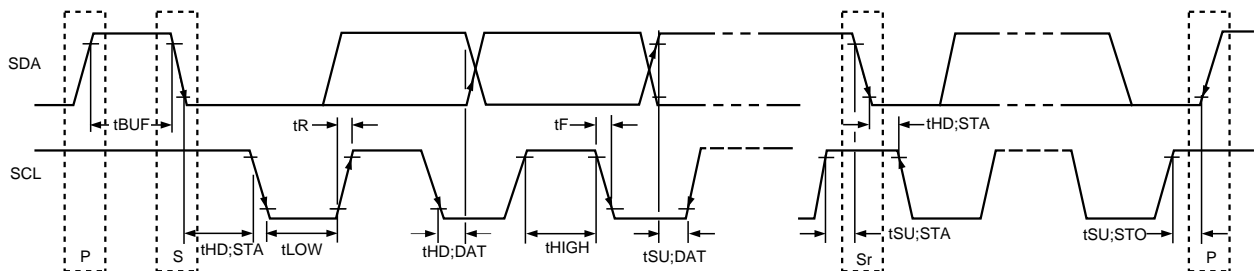 SDA
tBUF
tR
tF
tHD;STA
SCL
P
S
tHD;STA
tLOW
tHD;DAT
tHIGH
tSU;DAT
Sr
tSU;STA
tSU;STO
P